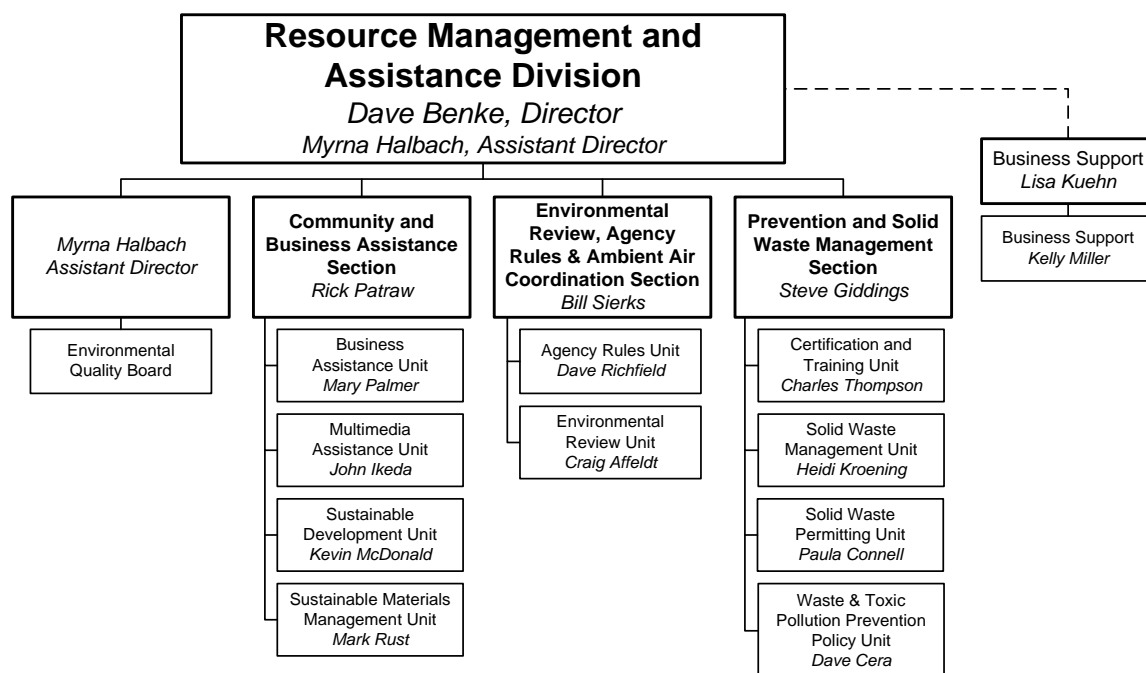 Resource Management and
Assistance Division
Dave Benke, Director
Myrna Halbach, Assistant Director
Business Support
Lisa Kuehn
Business Support
Kelly Miller
Myrna Halbach
Assistant Director
Environmental
Quality Board
Community and
Business Assistance
Section
Rick Patraw
Business
Assistance Unit
Mary Palmer
Multimedia
Assistance Unit
John Ikeda
Sustainable
Development Unit
Kevin McDonald
Sustainable Materials
Management Unit
Mark Rust
Environmental
Review, Agency
Rules & Ambient Air
Coordination Section
Bill Sierks
Agency Rules Unit
Dave Richfield
Environmental
Review Unit
Craig Affeldt
Prevention and Solid
Waste Management
Section
Steve Giddings
Certification and
Training Unit
Charles Thompson
Solid Waste
Management Unit
Heidi Kroening
Solid Waste
Permitting Unit
Paula Connell
Waste & Toxic
Pollution Prevention
Policy Unit
Dave Cera